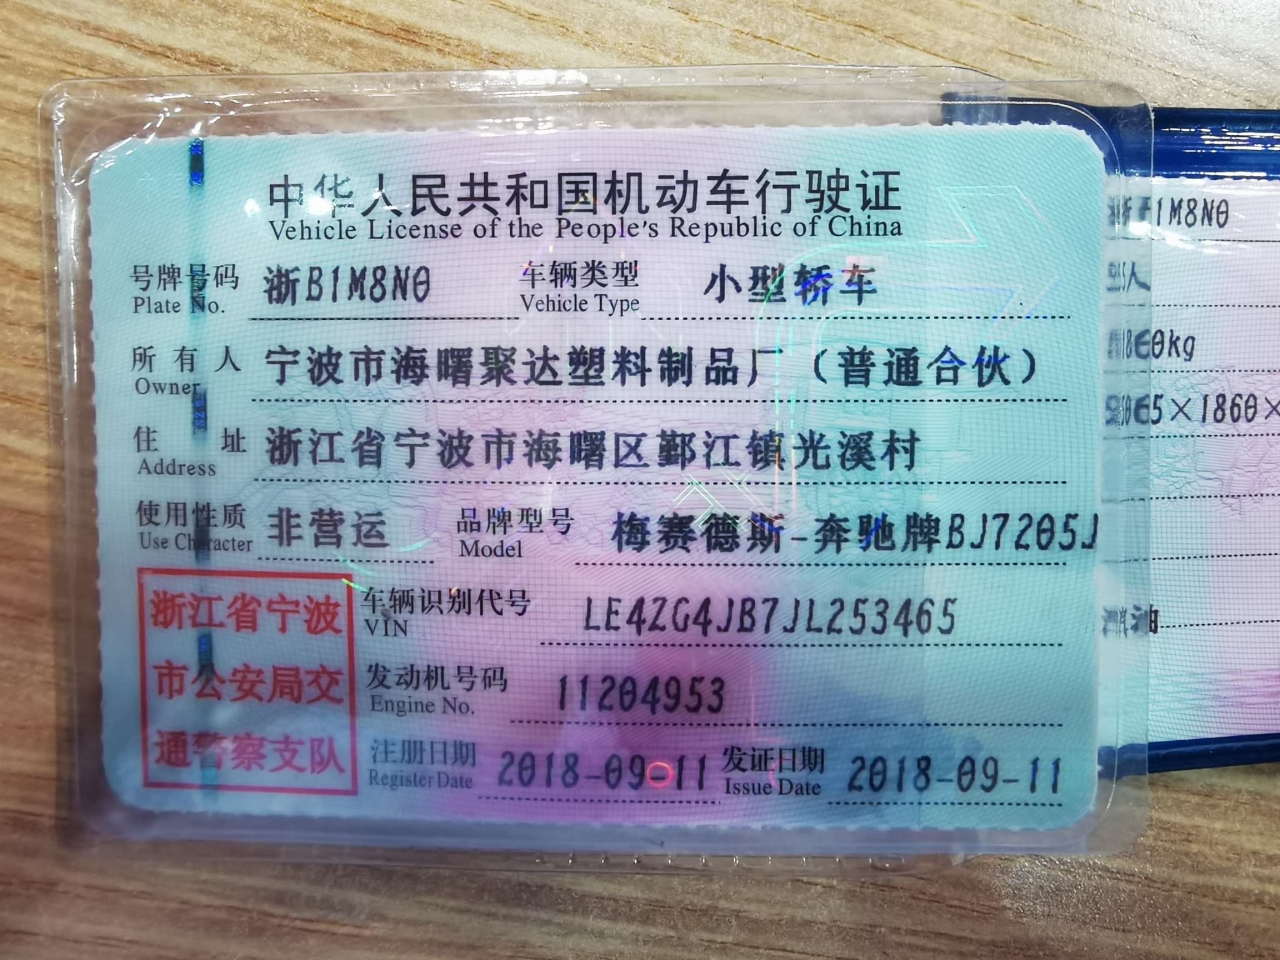 中华人民共和国机动车行驶证
Vehicle License of the People's Republic of China
号牌号码 浙B1M8N0 车辆类型 小型轿车
Plate No. Vehicle Type
所有人 宁波市海曙聚达塑料制品厂（普通合伙）
Owner
住址 浙江省宁波市海曙区鄞江镇光溪村
Address
使用性质 非营运 品牌型号 梅赛德斯-奔驰牌BJ7205J
Use Character Model
浙江省宁波
市公安局交
通警察支队
车辆识别代号 LE4ZG4JB7JL253465
VIN
发动机号码 11204953
Engine No.
注册日期 2018-09-11 发证日期 2018-09-11
Register Date Issue Date
1M8N0
人
0kg
5×1860×
油